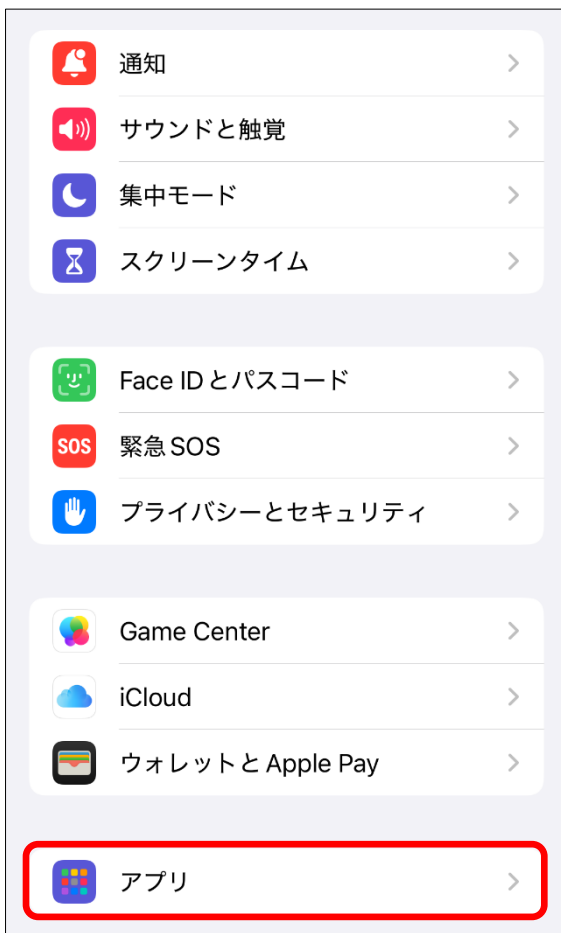 通知
サウンドと触覚
集中モード
スクリーンタイム
Face IDとパスコード
SOS 緊急SOS
プライバシーとセキュリティ
Game Center
iCloud
ウォレットとApple Pay
アプリ